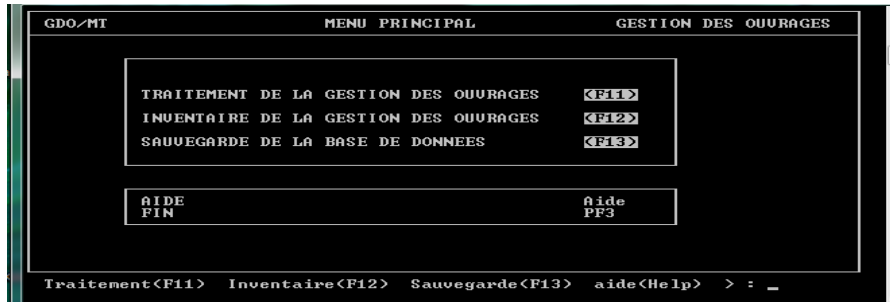 GDO/MT MENU PRINCIPAL GESTION DES OUVRAGES
TRAITEMENT DE LA GESTION DES OUVRAGES <F11>
INVENTAIRE DE LA GESTION DES OUVRAGES <F12>
SAUVEGARDE DE LA BASE DE DONNEES <F13>
AIDE Aide
FIN PF3
Traitement<F11> Inventaire<F12> Sauvegarde<F13> aide<Help> > : _